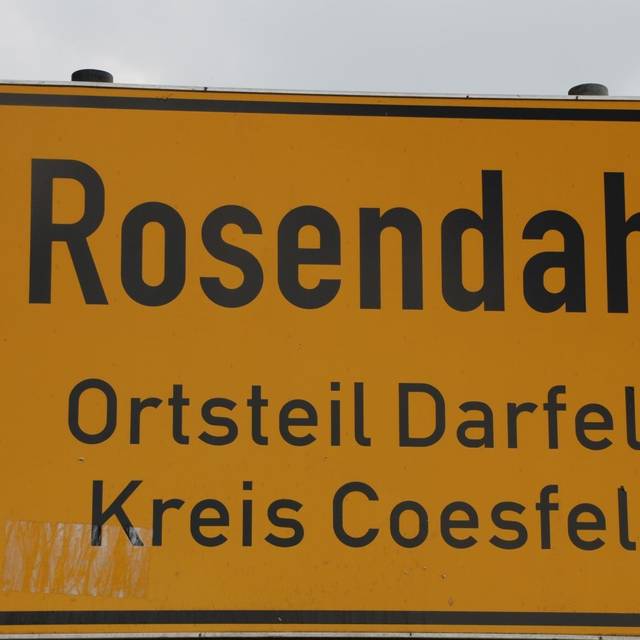 Rosendah
Ortsteil Darfel
Kreis Coesfel